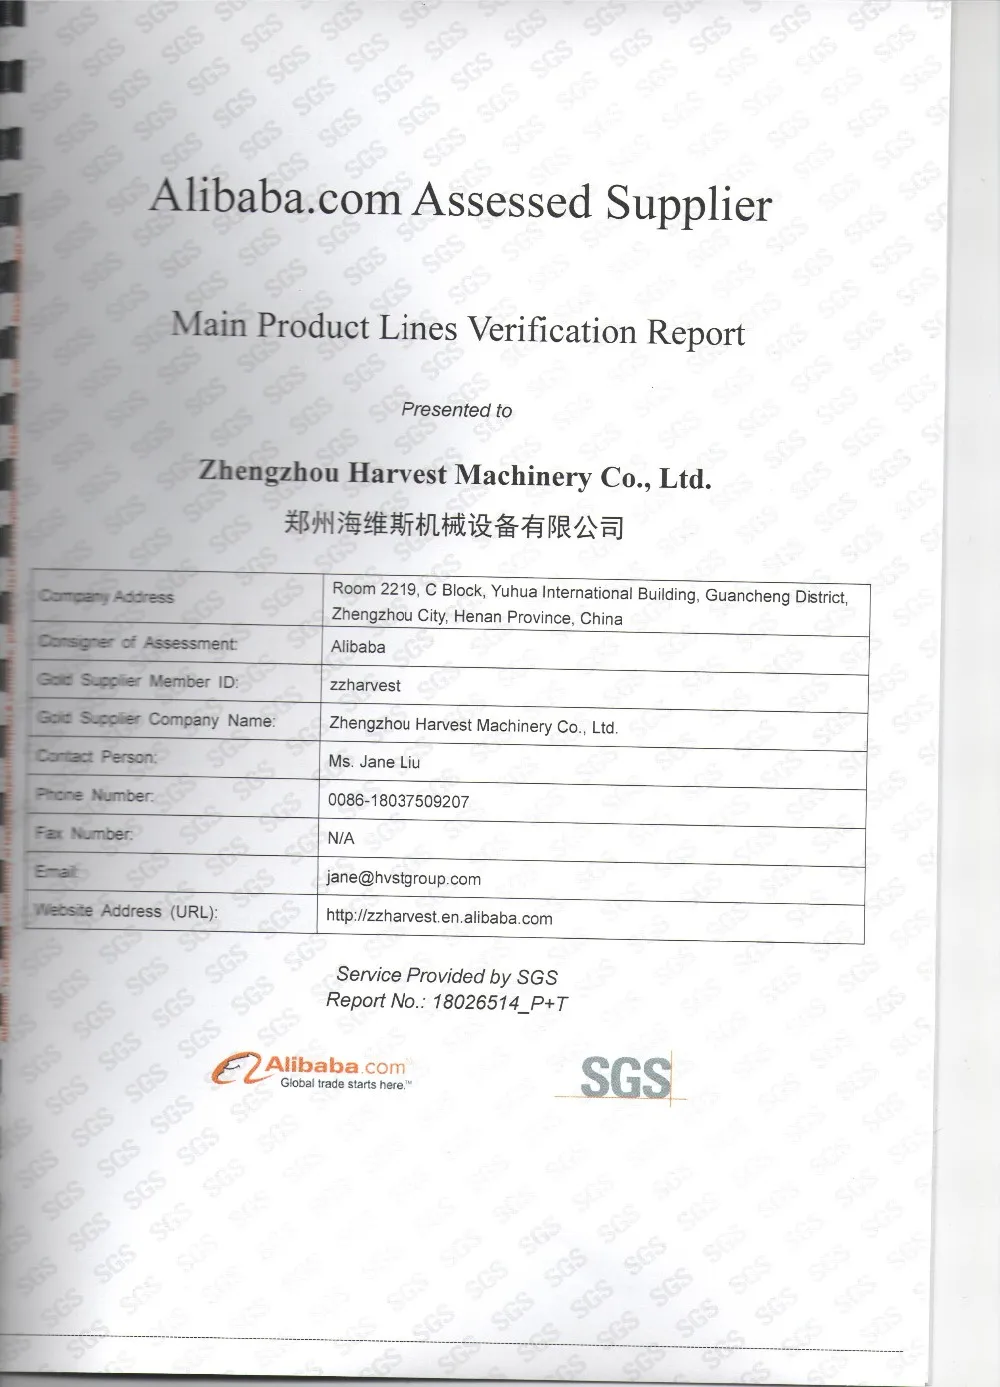 Alibaba.com Assessed Supplier
Main Product Lines Verification Report
Presented to
Zhengzhou Harvest Machinery Co., Ltd.
郑州海维斯机械设备有限公司
Company Address
Room 2219, C Block, Yuhua International Building, Guancheng District,
Zhengzhou City, Henan Province, China
Consigner of Assessment: Alibaba
Gold Supplier Member ID: zzharvest
Gold Supplier Company Name: Zhengzhou Harvest Machinery Co., Ltd.
Contact Person: Ms. Jane Liu
Phone Number: 0086-18037509207
Fax Number: N/A
Email: jane@hvstgroup.com
Website Address (URL): http://zzharvest.en.alibaba.com
Service Provided by SGS
Report No.: 18026514_P+T
Alibaba.com
Global trade starts here.™
SGS